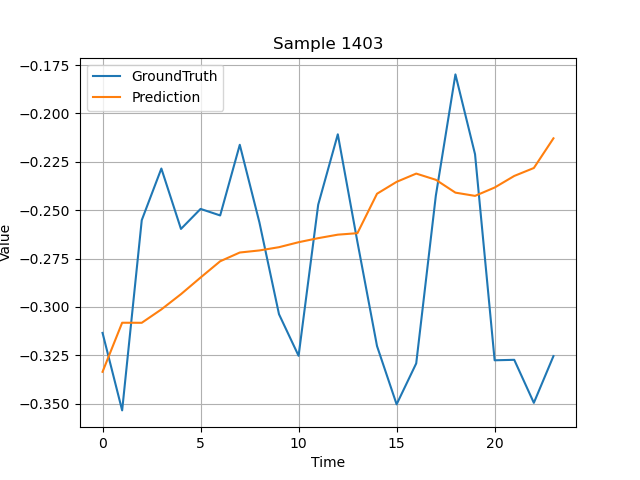 Sample 1403
GroundTruth
Prediction
−0.175
−0.200
−0.225
−0.250
−0.275
−0.300
−0.325
−0.350
Value
0 5 10 15 20
Time